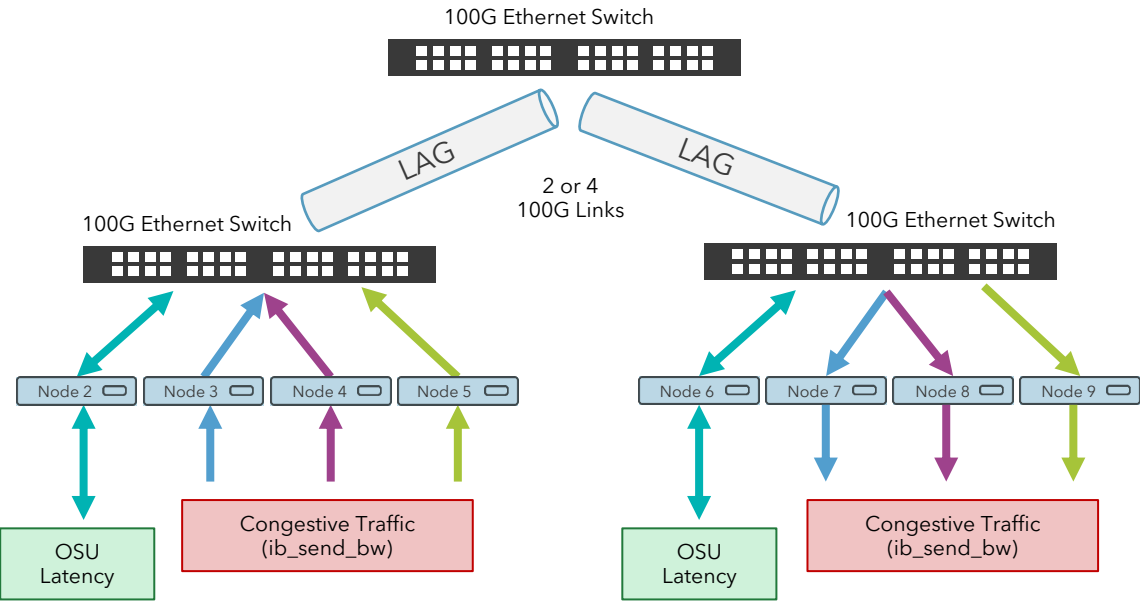 100G Ethernet Switch
LAG
LAG
2 or 4
100G Links
100G Ethernet Switch
100G Ethernet Switch
Node 2
Node 3
Node 4
Node 5
Node 6
Node 7
Node 8
Node 9
Congestive Traffic
(ib_send_bw)
Congestive Traffic
(ib_send_bw)
OSU
Latency
OSU
Latency